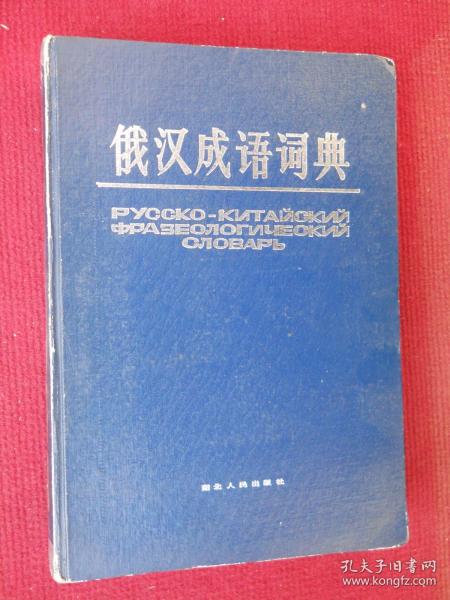 俄汉成语词典
РУССКО-КИТАЙСКИЙ
ФРАЗЕОЛОГИЧЕСКИЙ
СЛОВАРЬ
湖北人民出版社
孔夫子旧书网
www.kongfz.com